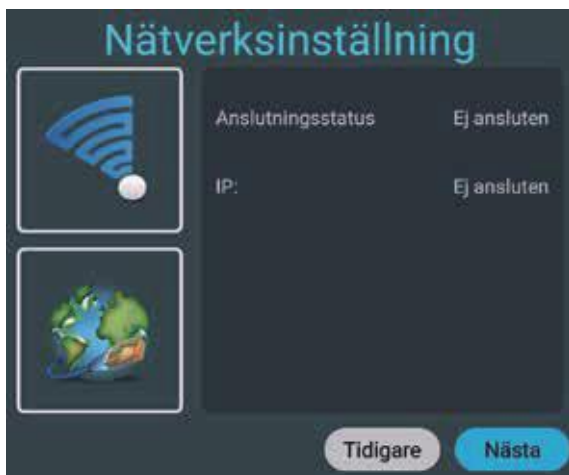 Nätverksinställning
Anslutningsstatus Ej ansluten
IP: Ej ansluten
Tidigare Nästa